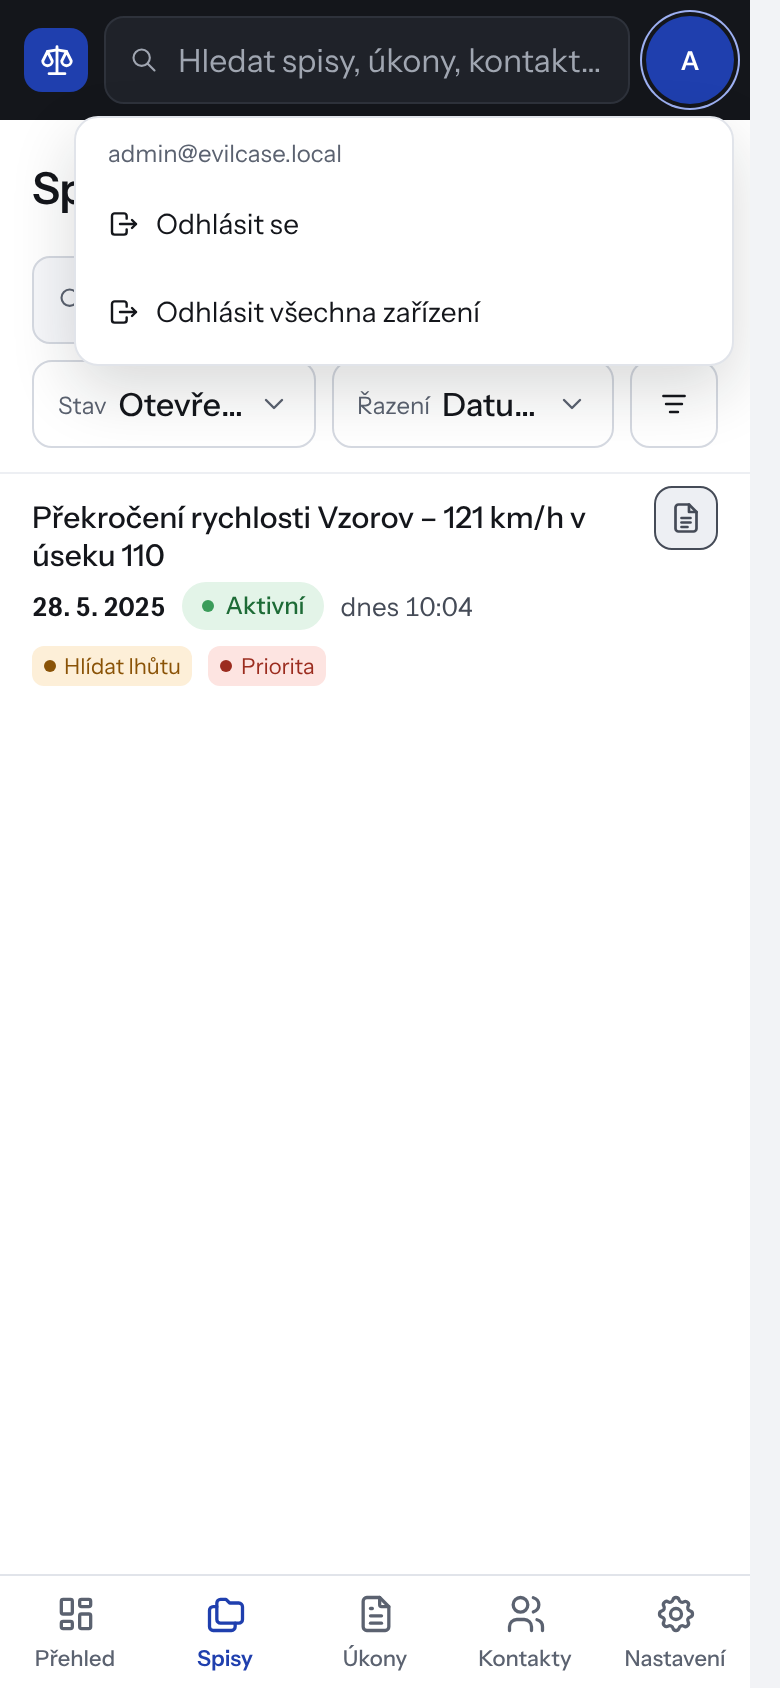 Hledat spisy, úkony, kontakt...
A
admin@evilcase.local
Sp
Odhlásit se
Odhlásit všechna zařízení
Stav Otevře...
Řazení Datu...
Překročení rychlosti Vzorov – 121 km/h v
úseku 110
28. 5. 2025 Aktivní dnes 10:04
Hlídat lhůtu Priorita
Přehled Spisy Úkony Kontakty Nastavení